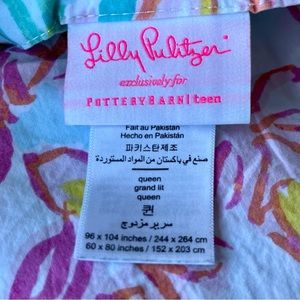 Lilly Pulitzer
exclusively for
POTTERY BARN | teen
Fait au Pakistan
Hecho en Pakistán
파키스탄제조
صنع في باكستان من المواد المستوردة
queen
grand lit
queen
퀸
سرير مزدوج
96 x 104 inches / 244 x 264 cm
60 x 80 inches / 152 x 203 cm